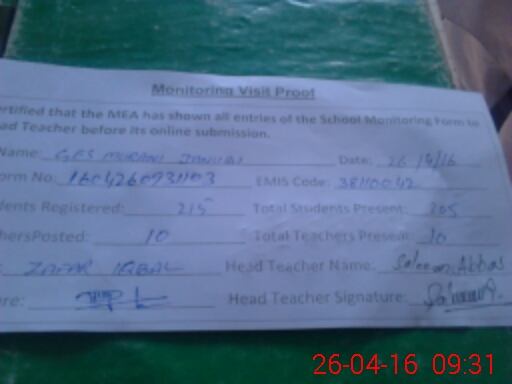 Monitoring Visit Proof
ertified that the MEA has shown all entries of the School Monitoring Form to
ad Teacher before its online submission.
Name: GES MURANI JANUBI Date: 26/4/16
orm No: 1604260931103 EMIS Code: 38110042
dents Registered: 215 Total Students Present: 205
hersPosted: 10 Total Teachers Present: 10
: ZAFAR IQBAL Head Teacher Name: Saleem Abbas
re: Head Teacher Signature:
26-04-16 09:31